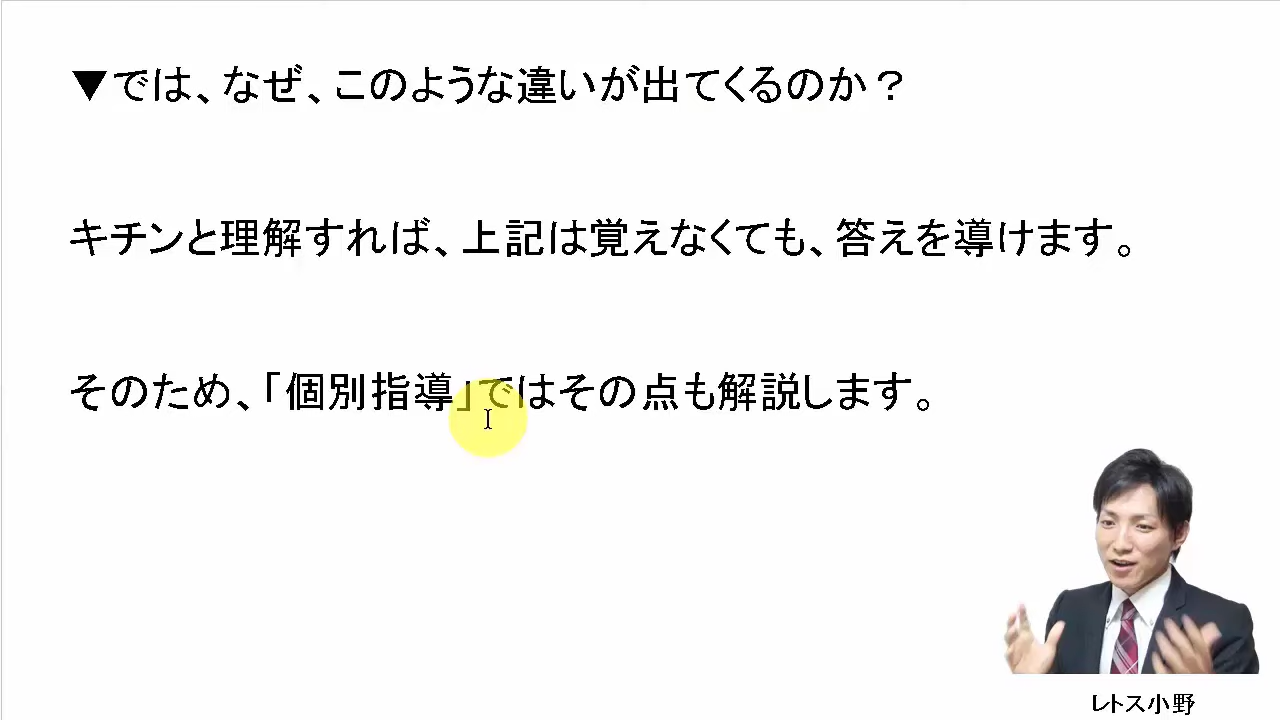 ▼では、なぜ、このような違いが出てくるのか？
キチンと理解すれば、上記は覚えなくても、答えを導けます。
そのため、「個別指導」ではその点も解説します。
レトス小野